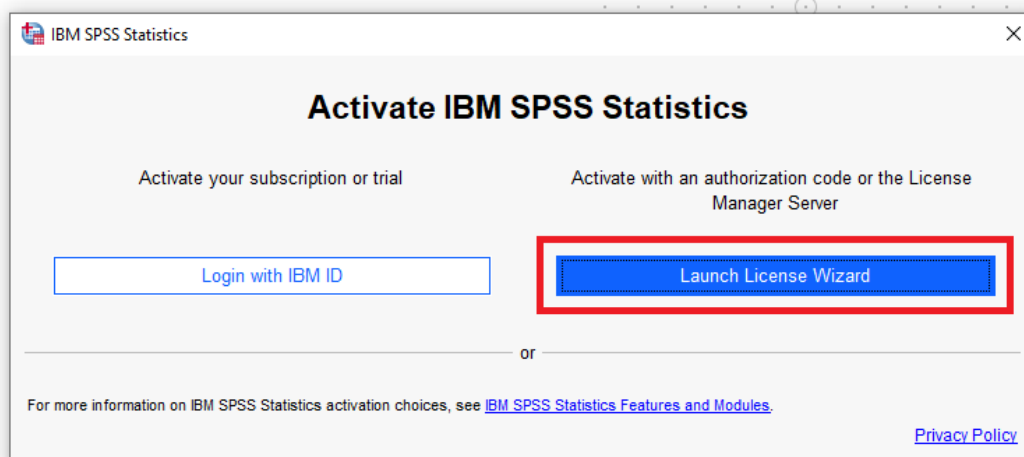 IBM SPSS Statistics
Activate IBM SPSS Statistics
Activate your subscription or trial
Activate with an authorization code or the License
Manager Server
Login with IBM ID
Launch License Wizard
or
For more information on IBM SPSS Statistics activation choices, see IBM SPSS Statistics Features and Modules.
Privacy Policy